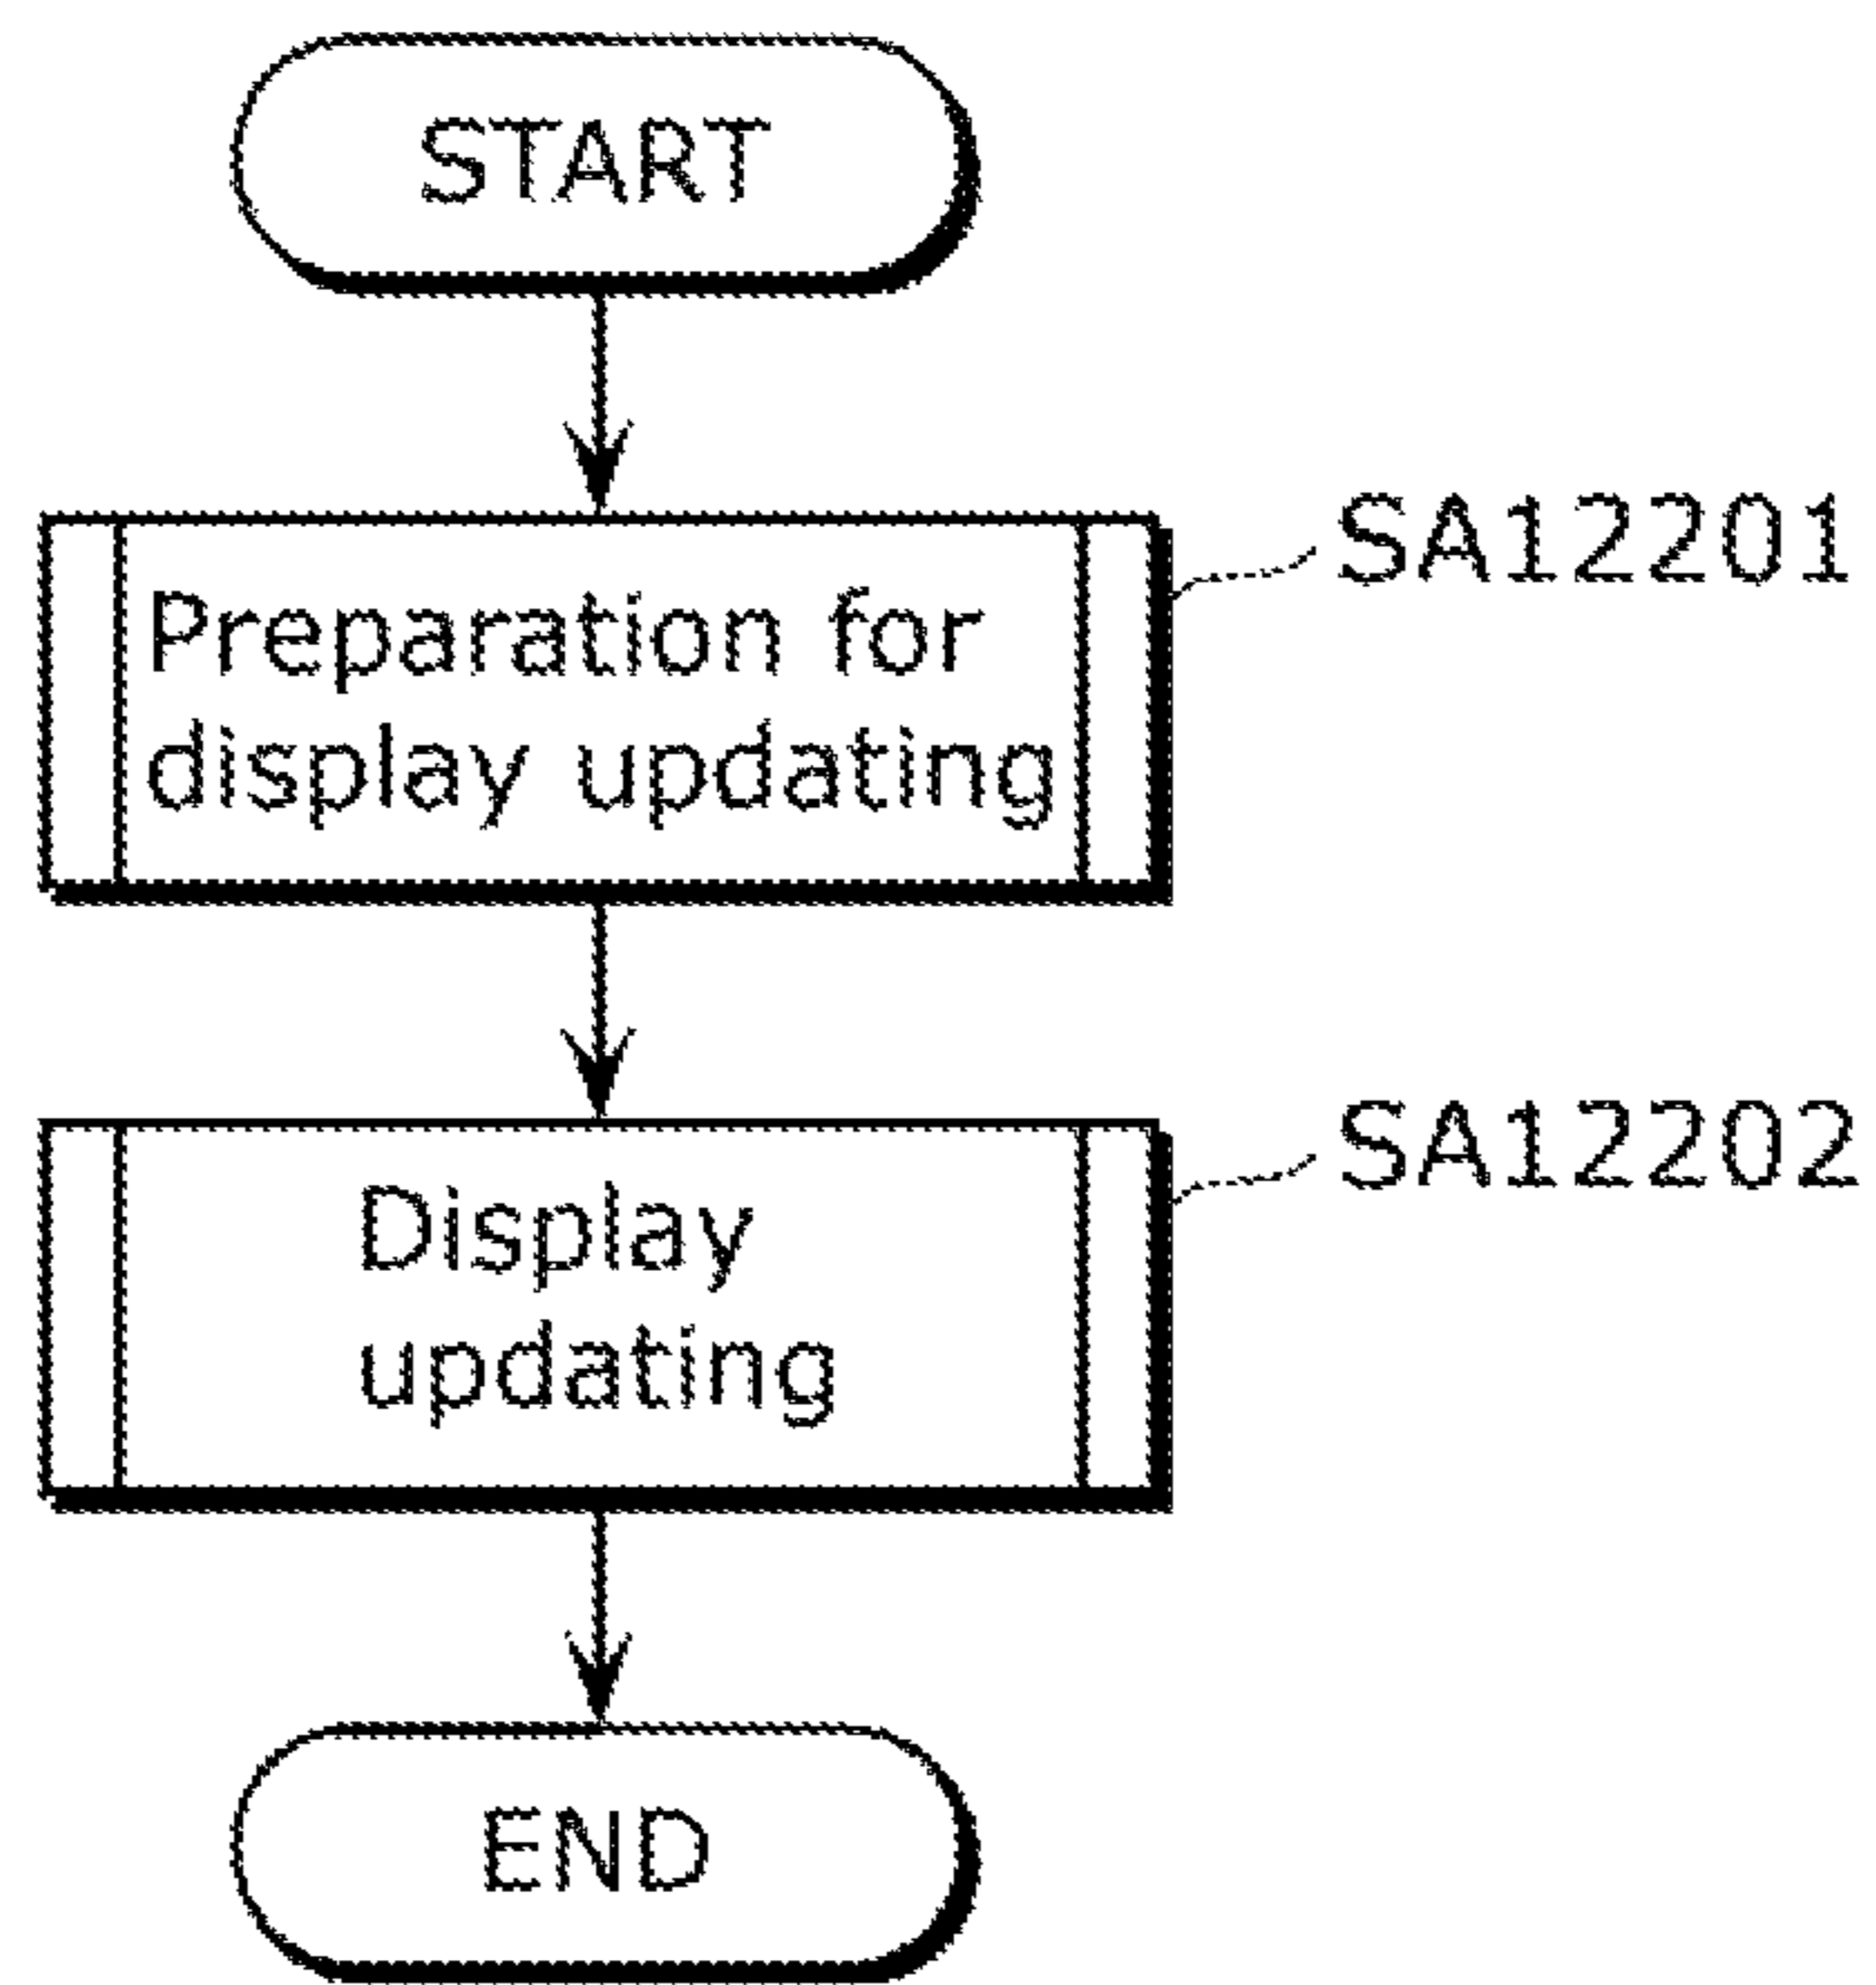 START
SA12201
Preparation for
display updating
SA12202
Display
updating
END